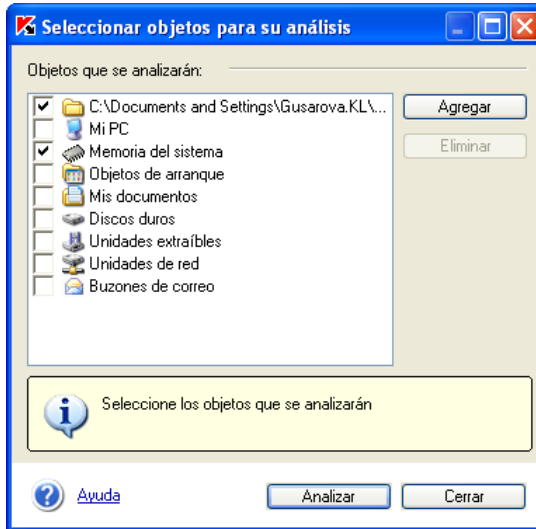 Seleccionar objetos para su análisis
Objetos que se analizarán:
C:\Documents and Settings\Gusarova.KL\...
Mi PC
Memoria del sistema
Objetos de arranque
Mis documentos
Discos duros
Unidades extraíbles
Unidades de red
Buzones de correo
Agregar
Eliminar
Seleccione los objetos que se analizarán
Ayuda
Analizar
Cerrar